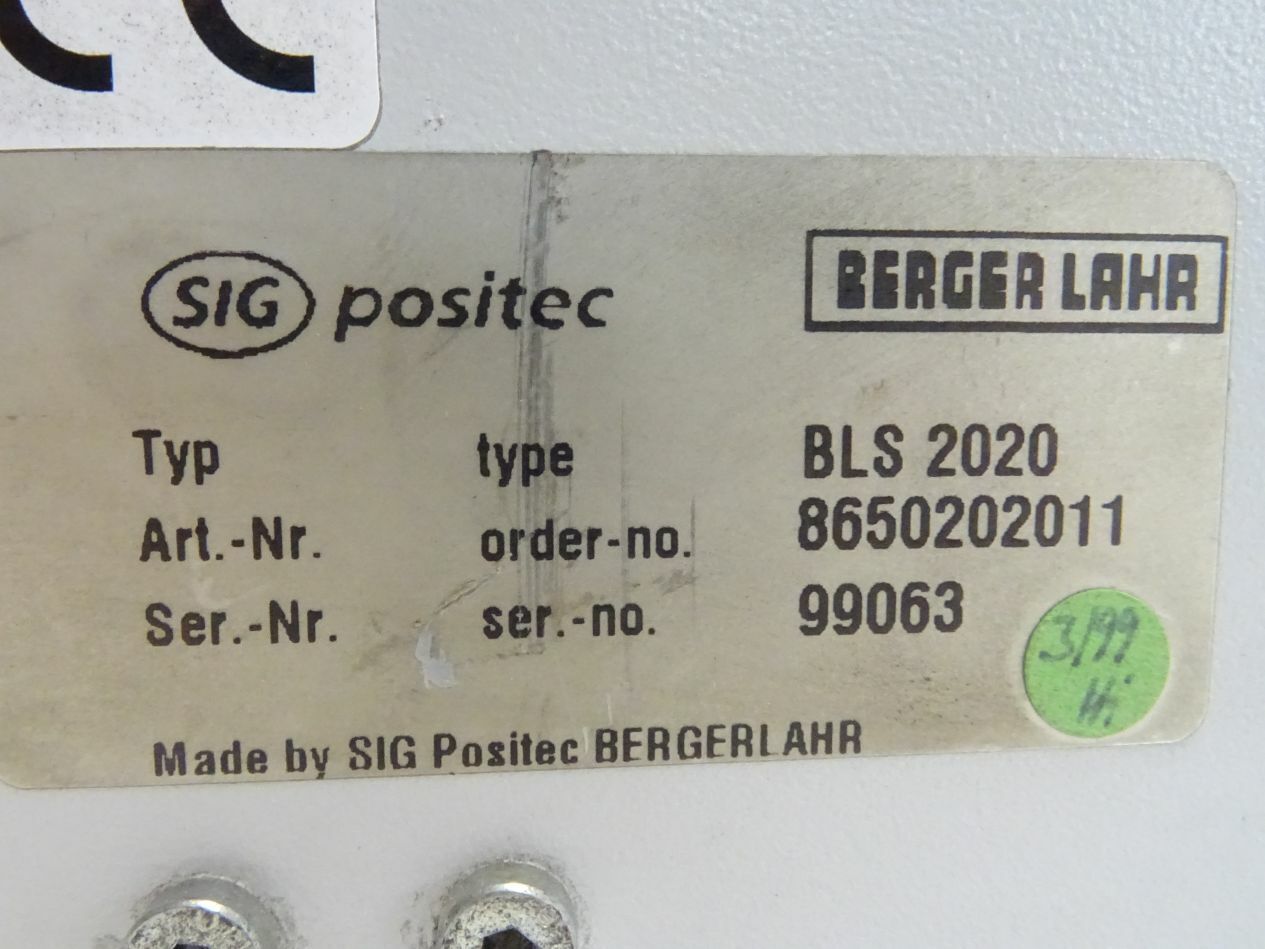 SIG positec BERGER LAHR
Typ type BLS 2020
Art.-Nr. order-no. 8650202011
Ser.-Nr. ser.-no. 99063
3/99
Hi
Made by SIG Positec BERGERLAHR